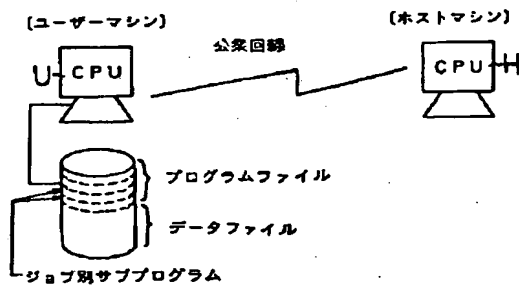 (ユーザーマシン)
(ホストマシン)
公衆回線
U
CPU
CPU
H
プログラムファイル
データファイル
ジョブ別サブプログラム